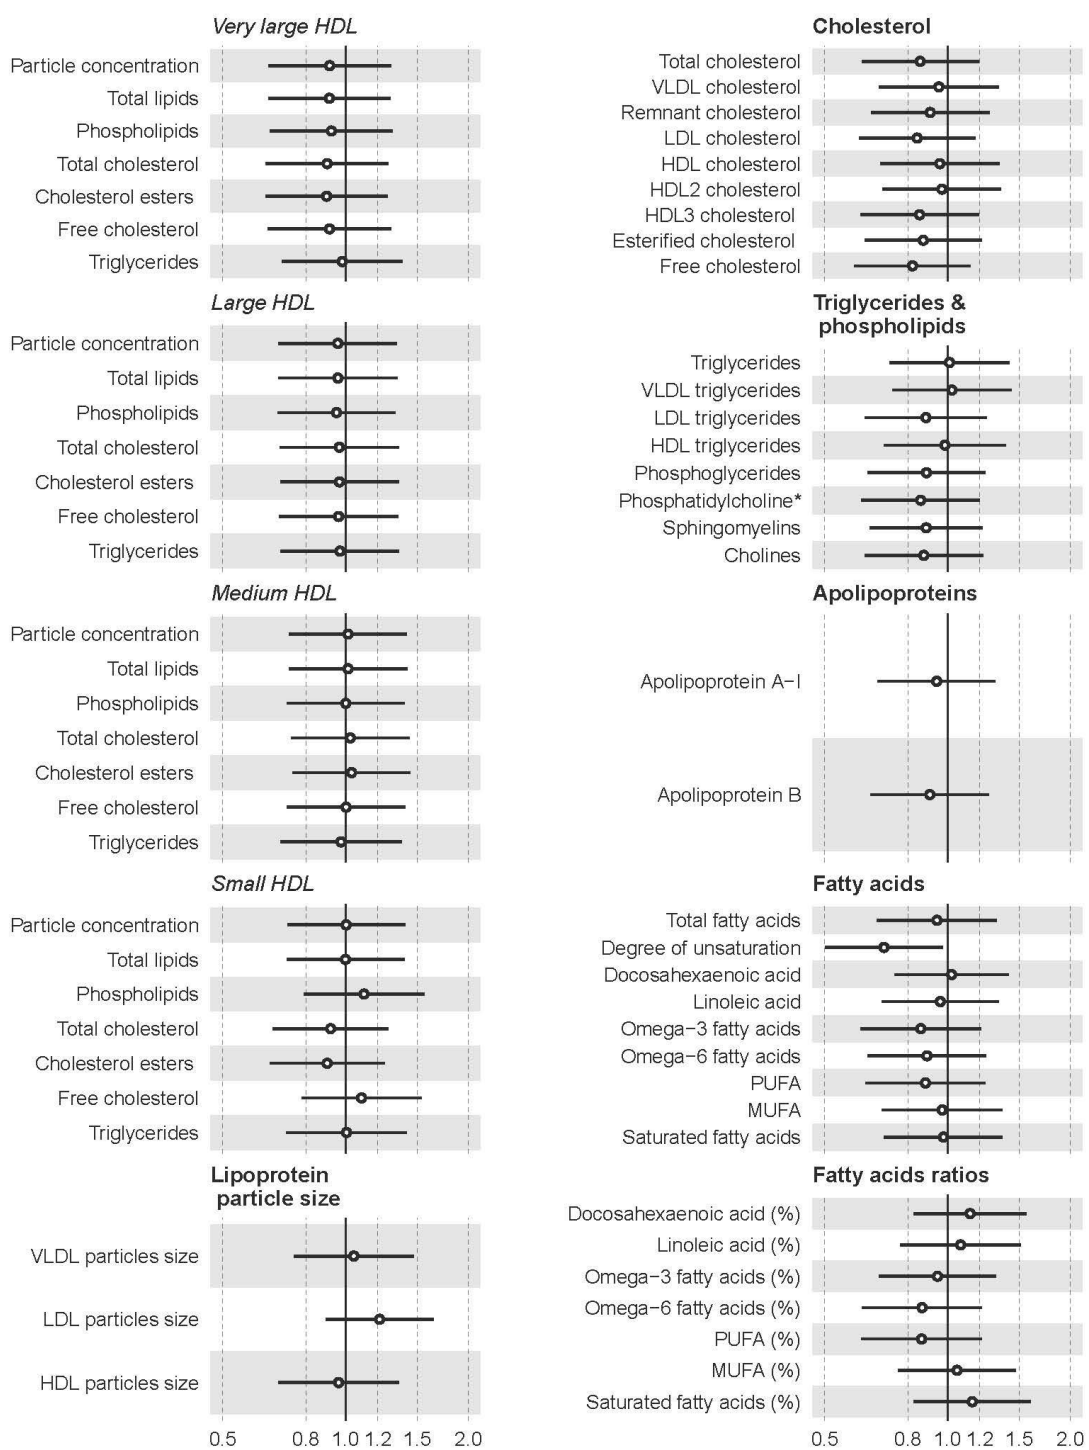 Very large HDL
Particle concentration
Total lipids
Phospholipids
Total cholesterol
Cholesterol esters
Free cholesterol
Triglycerides
Large HDL
Particle concentration
Total lipids
Phospholipids
Total cholesterol
Cholesterol esters
Free cholesterol
Triglycerides
Medium HDL
Particle concentration
Total lipids
Phospholipids
Total cholesterol
Cholesterol esters
Free cholesterol
Triglycerides
Small HDL
Particle concentration
Total lipids
Phospholipids
Total cholesterol
Cholesterol esters
Free cholesterol
Triglycerides
Lipoprotein
particle size
VLDL particles size
LDL particles size
HDL particles size
0.5 0.8 1.0 1.2 1.5 2.0
Cholesterol
Total cholesterol
VLDL cholesterol
Remnant cholesterol
LDL cholesterol
HDL cholesterol
HDL2 cholesterol
HDL3 cholesterol
Esterified cholesterol
Free cholesterol
Triglycerides &
phospholipids
Triglycerides
VLDL triglycerides
LDL triglycerides
HDL triglycerides
Phosphoglycerides
Phosphatidylcholine*
Sphingomyelins
Cholines
Apolipoproteins
Apolipoprotein A−I
Apolipoprotein B
Fatty acids
Total fatty acids
Degree of unsaturation
Docosahexaenoic acid
Linoleic acid
Omega−3 fatty acids
Omega−6 fatty acids
PUFA
MUFA
Saturated fatty acids
Fatty acids ratios
Docosahexaenoic acid (%)
Linoleic acid (%)
Omega−3 fatty acids (%)
Omega−6 fatty acids (%)
PUFA (%)
MUFA (%)
Saturated fatty acids (%)
0.5 0.8 1.0 1.2 1.5 2.0